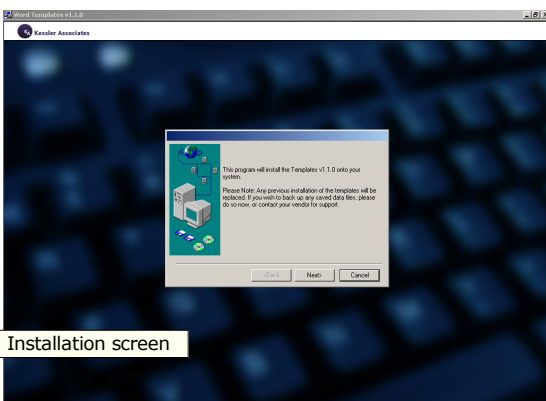 Word Templates v1.1.0
KA Kessler Associates
This program will install the Templates v1.1.0 onto your
system.
Please Note: Any previous installation of the templates will be
replaced. If you wish to back up any saved data files, please
do so now, or contact your vendor for support.
<Back Next> Cancel
Installation screen